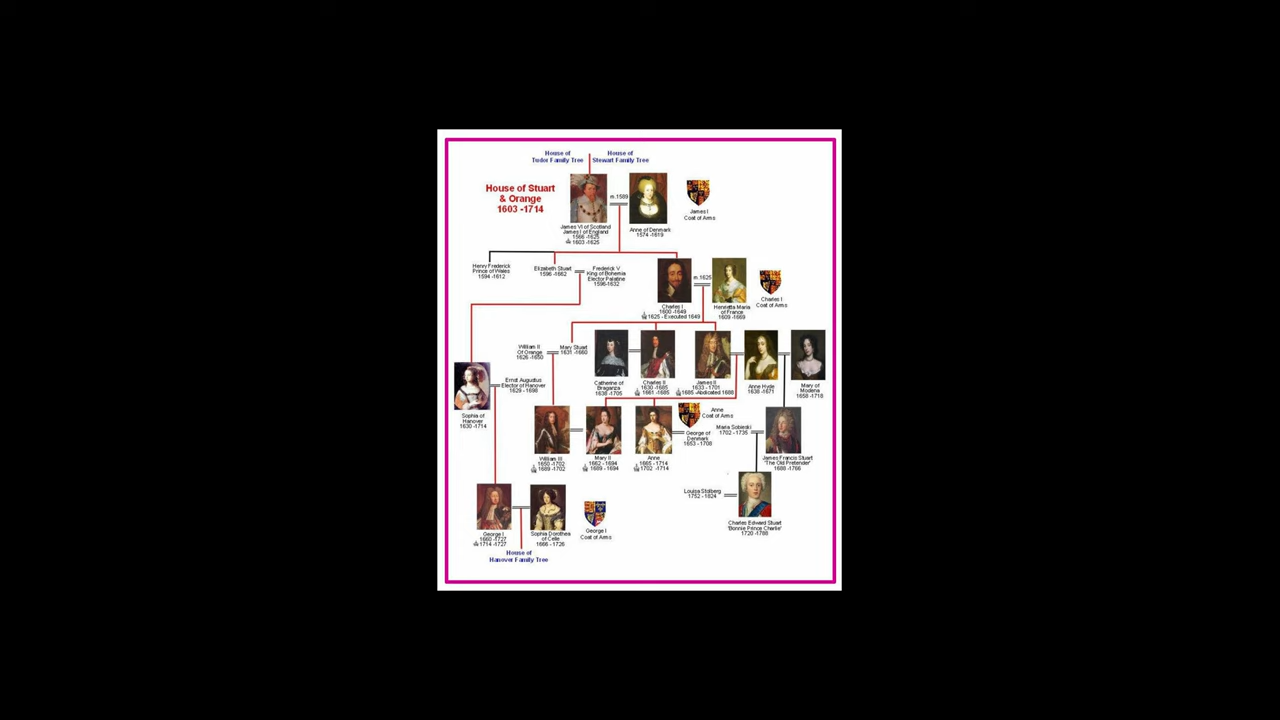 House of
Tudor Family Tree
House of
Stewart Family Tree
House of Stuart
& Orange
1603 -1714
m.1589
James VI of Scotland
James I of England
1566 -1625
1603 -1625
Anne of Denmark
1574 -1619
James I
Coat of Arms
Henry Frederick
Prince of Wales
1594 -1612
Elizabeth Stuart
1596 -1662
Frederick V
King of Bohemia
Elector Palatine
1596-1632
m.1625
Charles I
1600 -1649
1625 - Executed 1649
Henrietta Maria
of France
1609 -1669
Charles I
Coat of Arms
William II
Of Orange
1626 -1650
Mary Stuart
1631 -1660
Catherine of
Braganza
1638 -1705
Charles II
1630 -1685
1661 -1685
James II
1633 - 1701
1685 -Abdicated 1688
Anne Hyde
1638 -1671
Mary of
Modena
1658 -1718
Ernst Augustus
Elector of Hanover
1629 - 1698
Sophia of
Hanover
1630 -1714
William III
1650 -1702
1689 -1702
Mary II
1662 - 1694
1689 - 1694
Anne
1665 - 1714
1702 -1714
Anne
Coat of Arms
George of
Denmark
1653 - 1708
Maria Sobieski
1702 - 1735
James Francis Stuart
'The Old Pretender'
1688 -1766
Louisa Stolberg
1752 - 1824
Charles Edward Stuart
'Bonnie Prince Charlie'
1720 -1788
George I
1660 -1727
1714 -1727
Sophia Dorothea
of Celle
1666 - 1726
George I
Coat of Arms
House of
Hanover Family Tree